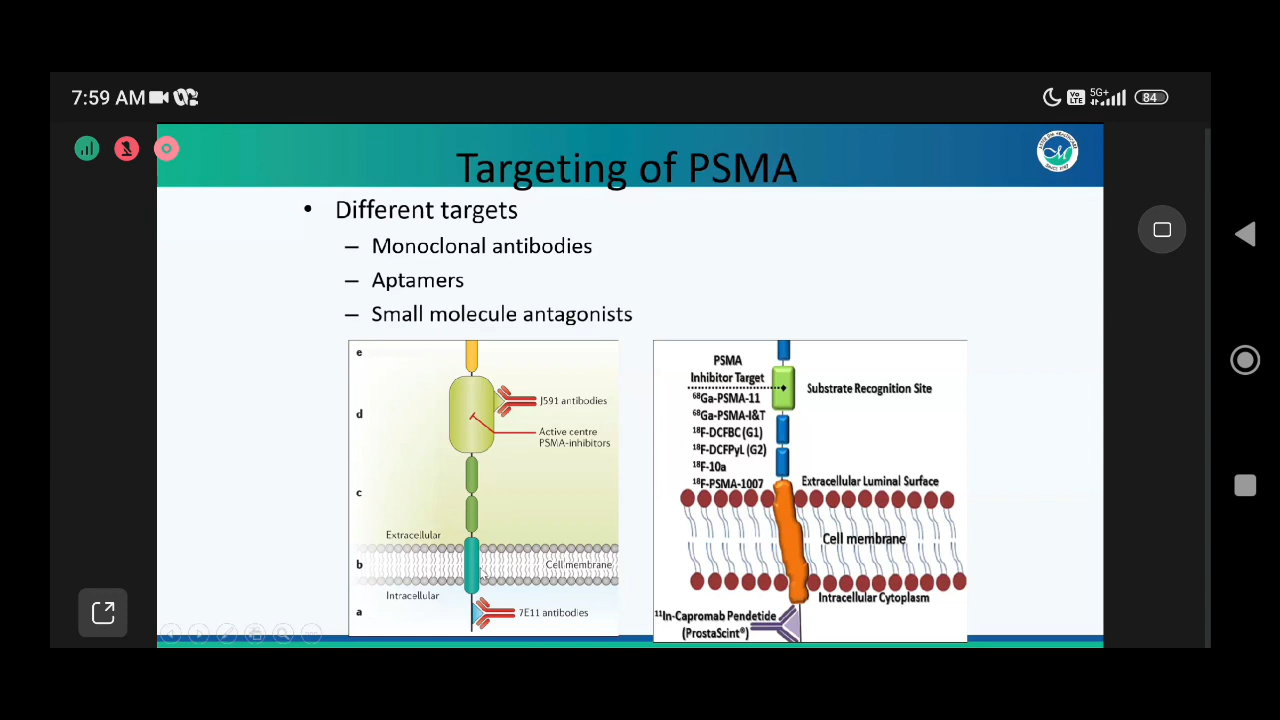 7:59 AM
Vo LTE 5G+ 84
Targeting of PSMA
• Different targets
– Monoclonal antibodies
– Aptamers
– Small molecule antagonists
e
d
J591 antibodies
Active centre
PSMA-inhibitors
c
Extracellular
b
Cell membrane
Intracellular
a
7E11 antibodies
PSMA
Inhibitor Target
Substrate Recognition Site
⁶⁸Ga-PSMA-11
⁶⁸Ga-PSMA-I&T
¹⁸F-DCFBC (G1)
¹⁸F-DCFPyL (G2)
¹⁸F-10a
¹⁸F-PSMA-1007
Extracellular Luminal Surface
Cell membrane
Intracellular Cytoplasm
¹¹In-Capromab Pendetide
(ProstaScint®)